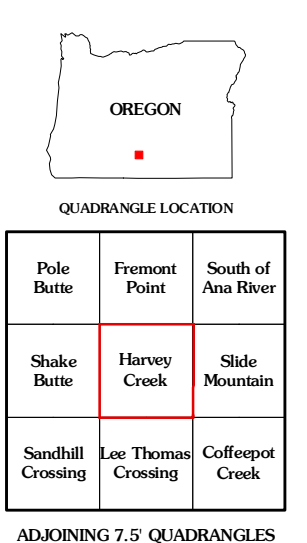 OREGON
QUADRANGLE LOCATION
Pole
Butte
Fremont
Point
South of
Ana River
Shake
Butte
Harvey
Creek
Slide
Mountain
Sandhill
Crossing
Lee Thomas
Crossing
Coffeepot
Creek
ADJOINING 7.5' QUADRANGLES